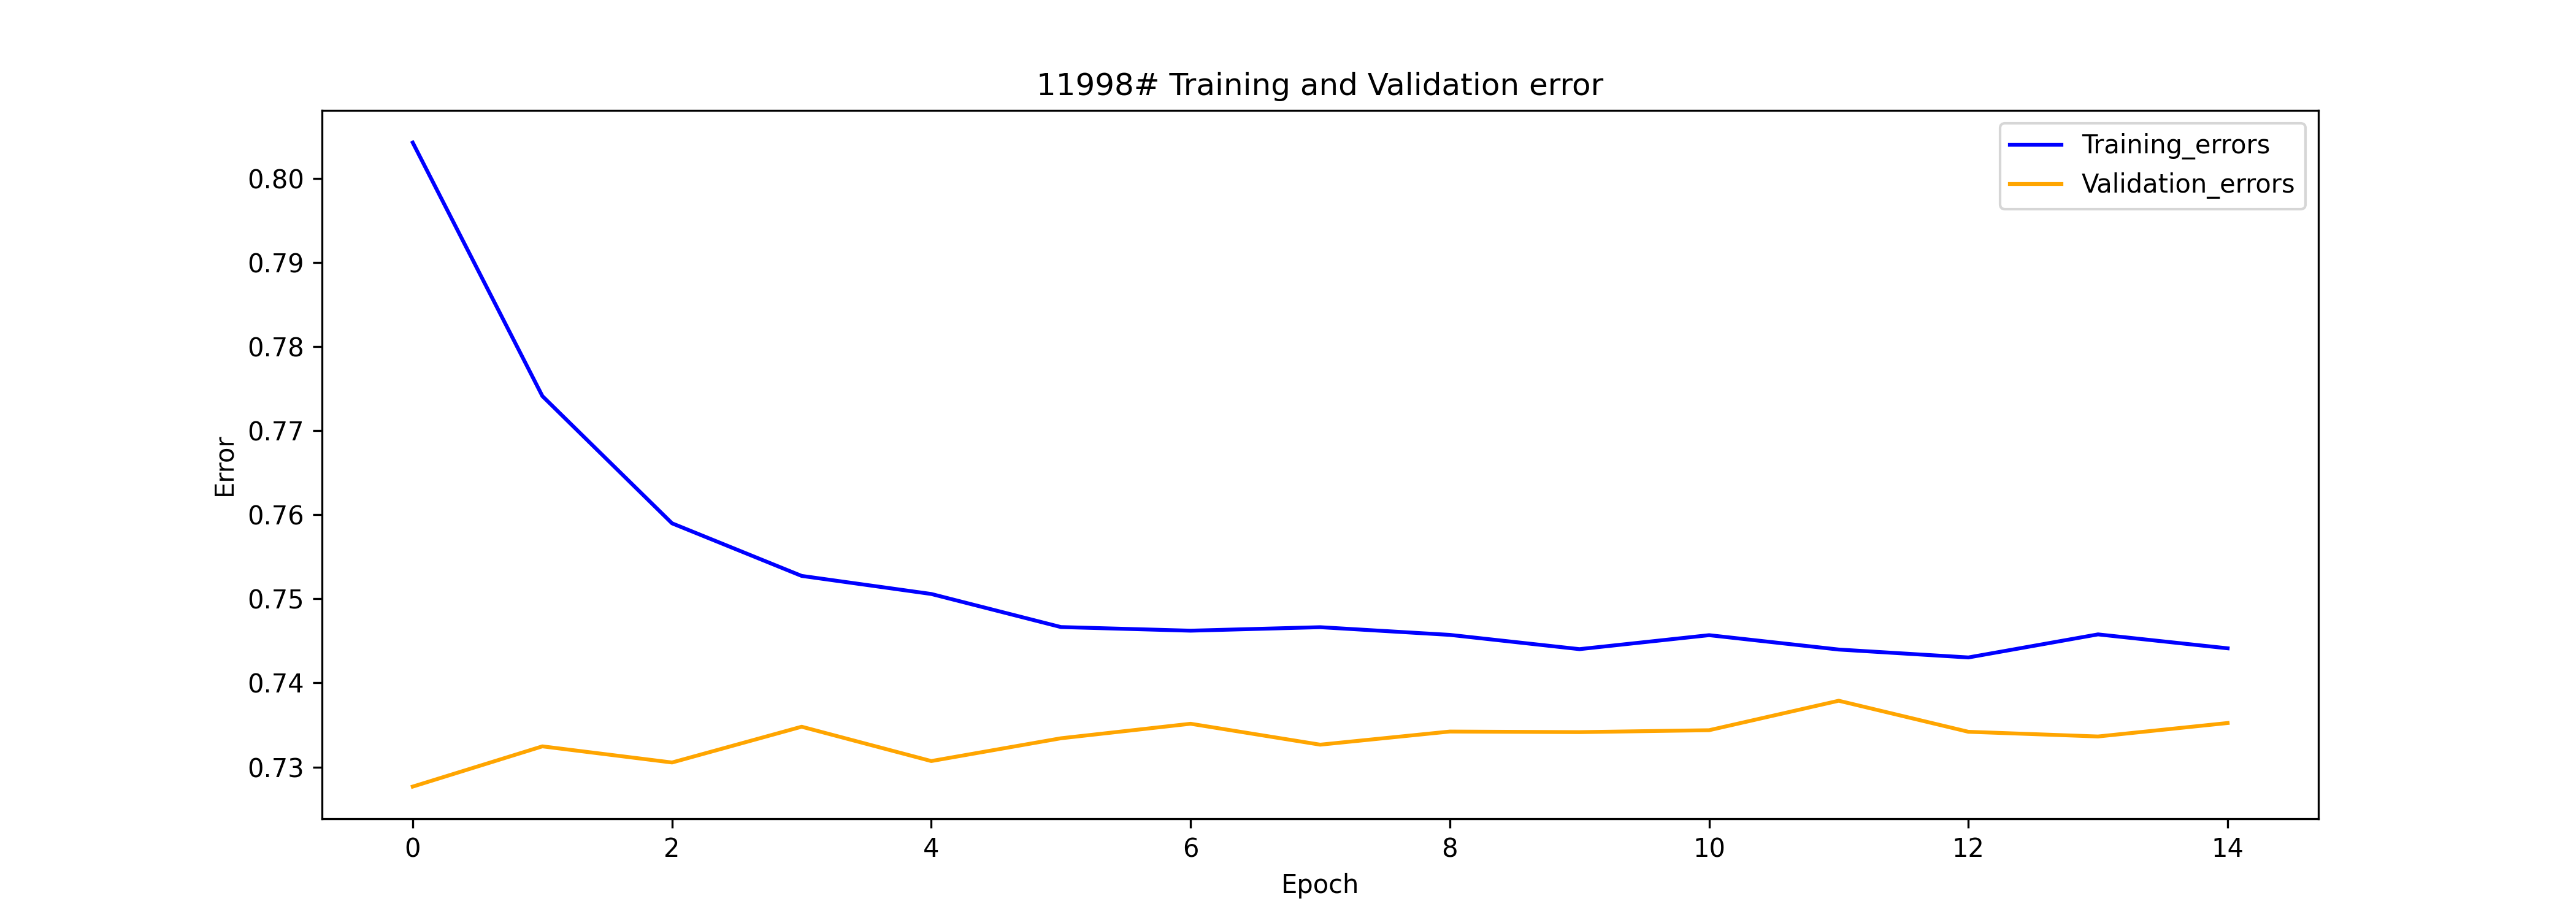 11998# Training and Validation error
Training_errors
Validation_errors
0.80
0.79
0.78
0.77
0.76
0.75
0.74
0.73
Error
0 2 4 6 8 10 12 14
Epoch